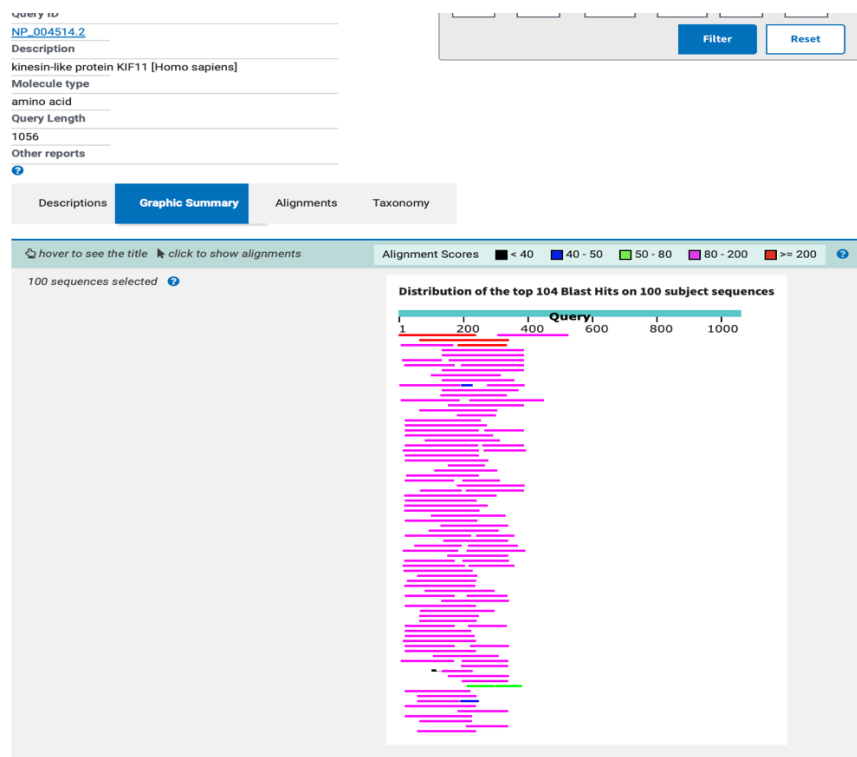 Query ID
NP_004514.2
Description
kinesin-like protein KIF11 [Homo sapiens]
Molecule type
amino acid
Query Length
1056
Other reports
?
Filter Reset
Descriptions Graphic Summary Alignments Taxonomy
hover to see the title click to show alignments Alignment Scores < 40 40 - 50 50 - 80 80 - 200 >= 200 ?
100 sequences selected ?
Distribution of the top 104 Blast Hits on 100 subject sequences
Query
1 200 400 600 800 1000